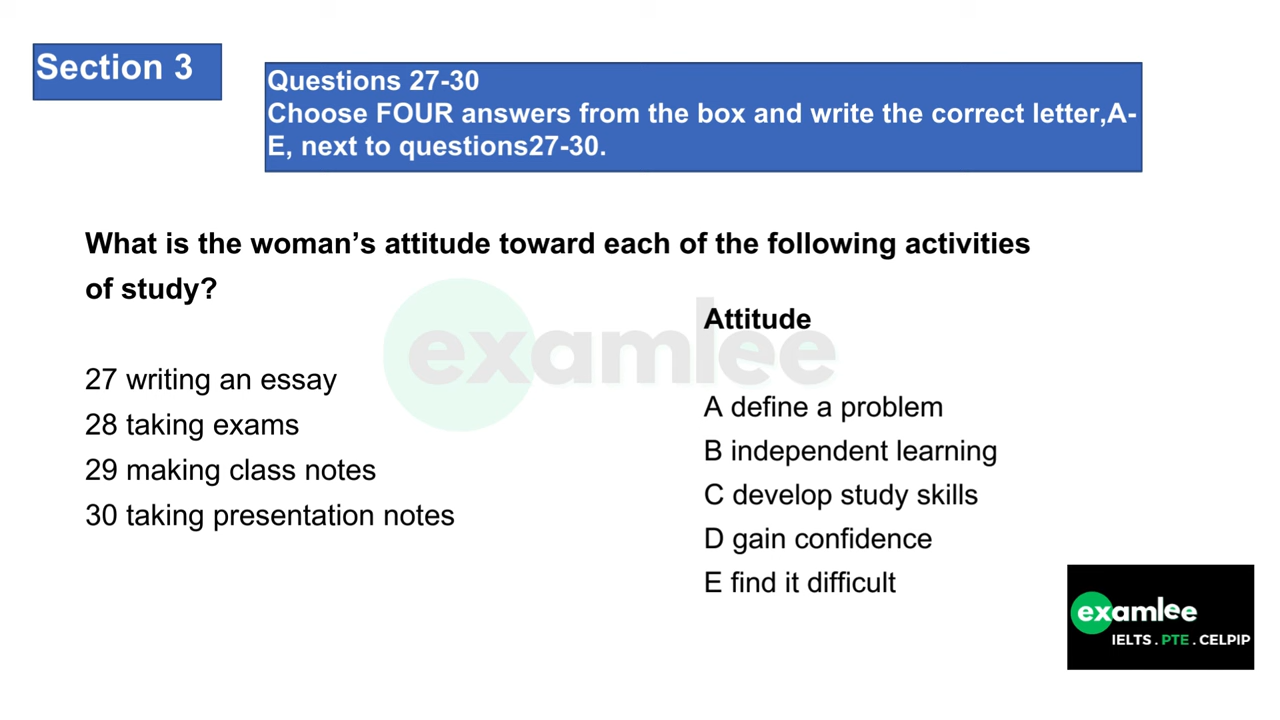 Section 3
Questions 27-30
Choose FOUR answers from the box and write the correct letter,A-
E, next to questions27-30.
What is the woman’s attitude toward each of the following activities
of study?
examlee
Attitude
27 writing an essay
28 taking exams
29 making class notes
30 taking presentation notes
A define a problem
B independent learning
C develop study skills
D gain confidence
E find it difficult
examlee
IELTS . PTE . CELPIP